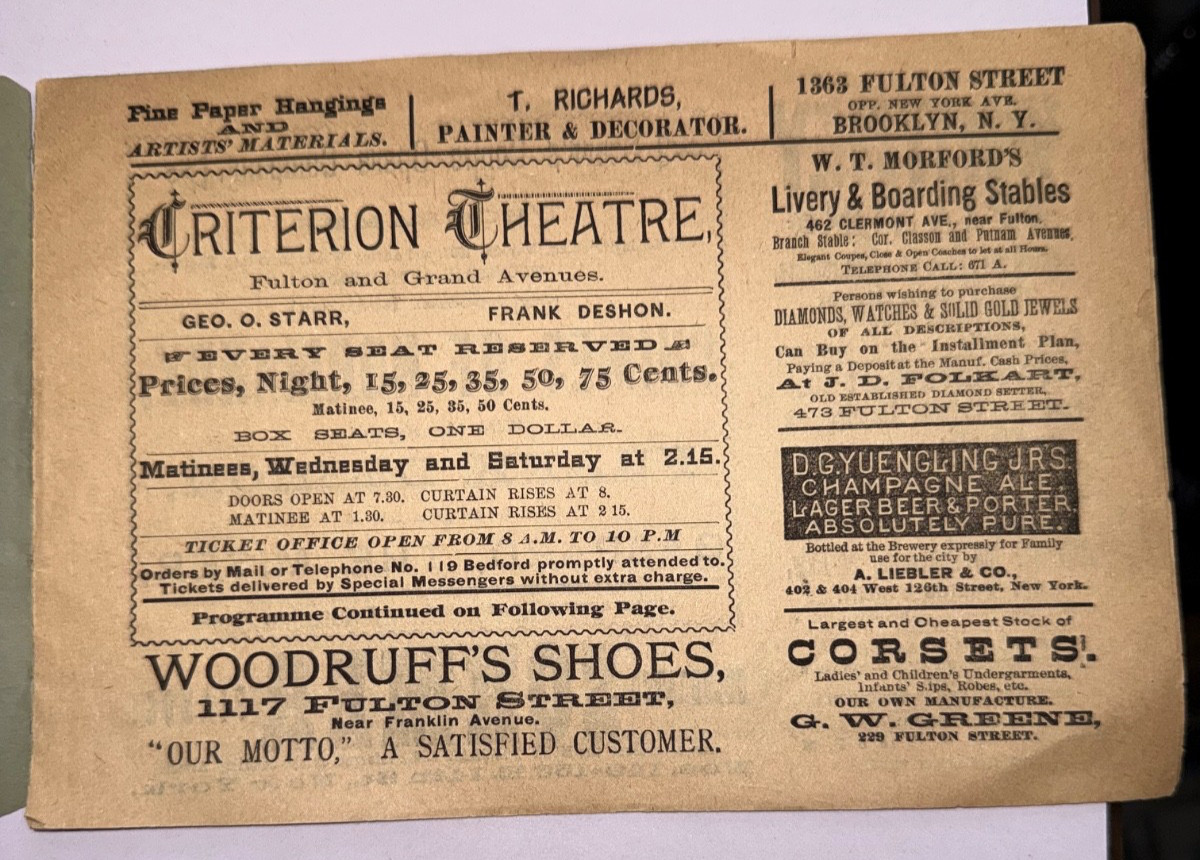 Fine Paper Hangings
AND
ARTISTS' MATERIALS.
T. RICHARDS,
PAINTER & DECORATOR.
1363 FULTON STREET
OPP. NEW YORK AVE.
BROOKLYN, N. Y.
CRITERION THEATRE,
Fulton and Grand Avenues.
GEO. O. STARR, FRANK DESHON.
EVERY SEAT RESERVED
Prices, Night, 15, 25, 35, 50, 75 Cents.
Matinee, 15, 25, 35, 50 Cents.
BOX SEATS, ONE DOLLAR.
Matinees, Wednesday and Saturday at 2.15.
DOORS OPEN AT 7.30. CURTAIN RISES AT 8.
MATINEE AT 1.30. CURTAIN RISES AT 2 15.
TICKET OFFICE OPEN FROM 8 A.M. TO 10 P.M
Orders by Mail or Telephone No. 119 Bedford promptly attended to.
Tickets delivered by Special Messengers without extra charge.
Programme Continued on Following Page.
WOODRUFF'S SHOES,
1117 FULTON STREET,
Near Franklin Avenue.
"OUR MOTTO," A SATISFIED CUSTOMER.
W. T. MORFORD'S
Livery & Boarding Stables
462 CLERMONT AVE., near Fulton.
Branch Stable: Cor. Classon and Putnam Avenues,
Elegant Coupes, Close & Open Coaches to let at all Hours.
TELEPHONE CALL: 671 A.
Persons wishing to purchase
DIAMONDS, WATCHES & SOLID GOLD JEWELS
OF ALL DESCRIPTIONS,
Can Buy on the Installment Plan,
Paying a Deposit at the Manuf. Cash Prices,
At J. D. FOLKART,
OLD ESTABLISHED DIAMOND SETTER,
473 FULTON STREET.
D.G. YUENGLING JRS.
CHAMPAGNE ALE.
LAGER BEER & PORTER
ABSOLUTELY PURE.
Bottled at the Brewery expressly for Family
use for the city by
A. LIEBLER & CO.,
402 & 404 West 126th Street, New York.
Largest and Cheapest Stock of
CORSETS.
Ladies' and Children's Undergarments,
Infants' Slips, Robes, etc.
OUR OWN MANUFACTURE.
G. W. GREENE,
229 FULTON STREET.